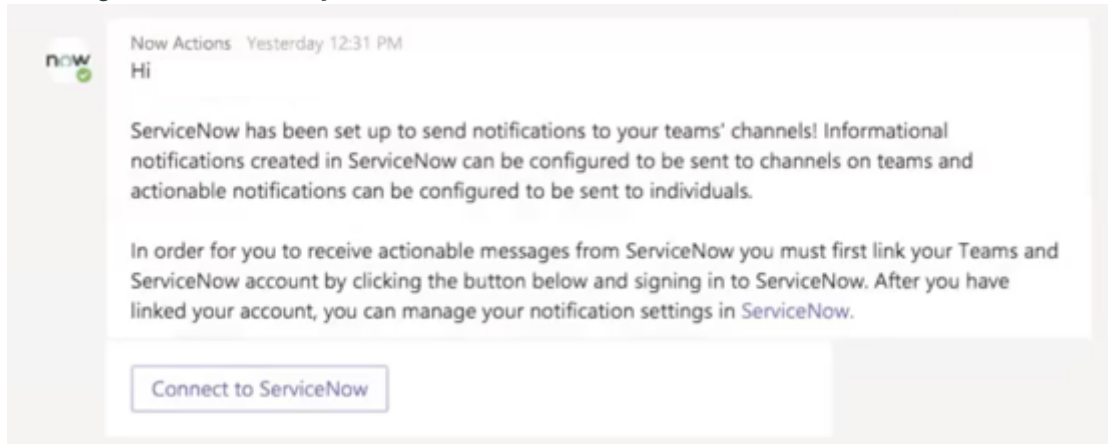 now
Now Actions Yesterday 12:31 PM
Hi
ServiceNow has been set up to send notifications to your teams' channels! Informational
notifications created in ServiceNow can be configured to be sent to channels on teams and
actionable notifications can be configured to be sent to individuals.
In order for you to receive actionable messages from ServiceNow you must first link your Teams and
ServiceNow account by clicking the button below and signing in to ServiceNow. After you have
linked your account, you can manage your notification settings in ServiceNow.
Connect to ServiceNow